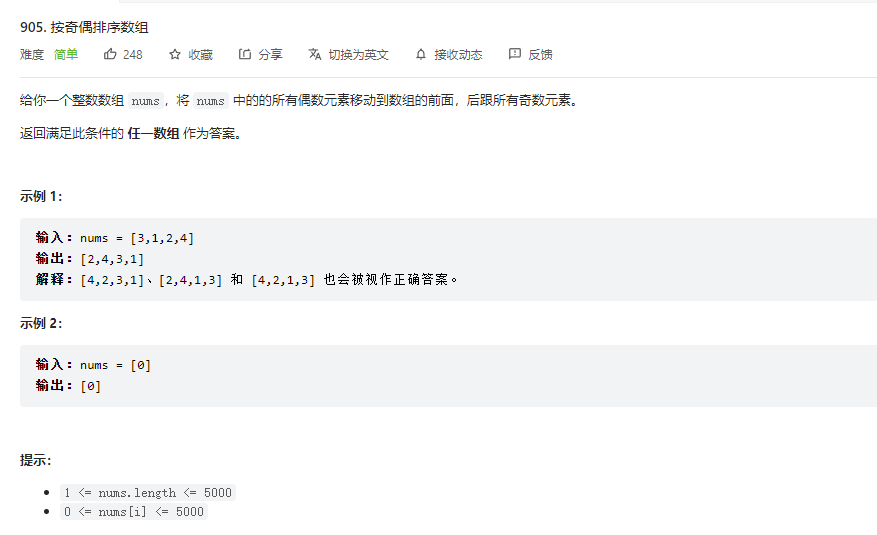 905. 按奇偶排序数组
难度 简单 248 收藏 分享 切换为英文 接收动态 反馈
给你一个整数数组 nums，将 nums 中的的所有偶数元素移动到数组的前面，后跟所有奇数元素。
返回满足此条件的 任一数组 作为答案。
示例 1：
输入：nums = [3,1,2,4]
输出：[2,4,3,1]
解释：[4,2,3,1]、[2,4,1,3] 和 [4,2,1,3] 也会被视作正确答案。
示例 2：
输入：nums = [0]
输出：[0]
提示：
1 <= nums.length <= 5000
0 <= nums[i] <= 5000